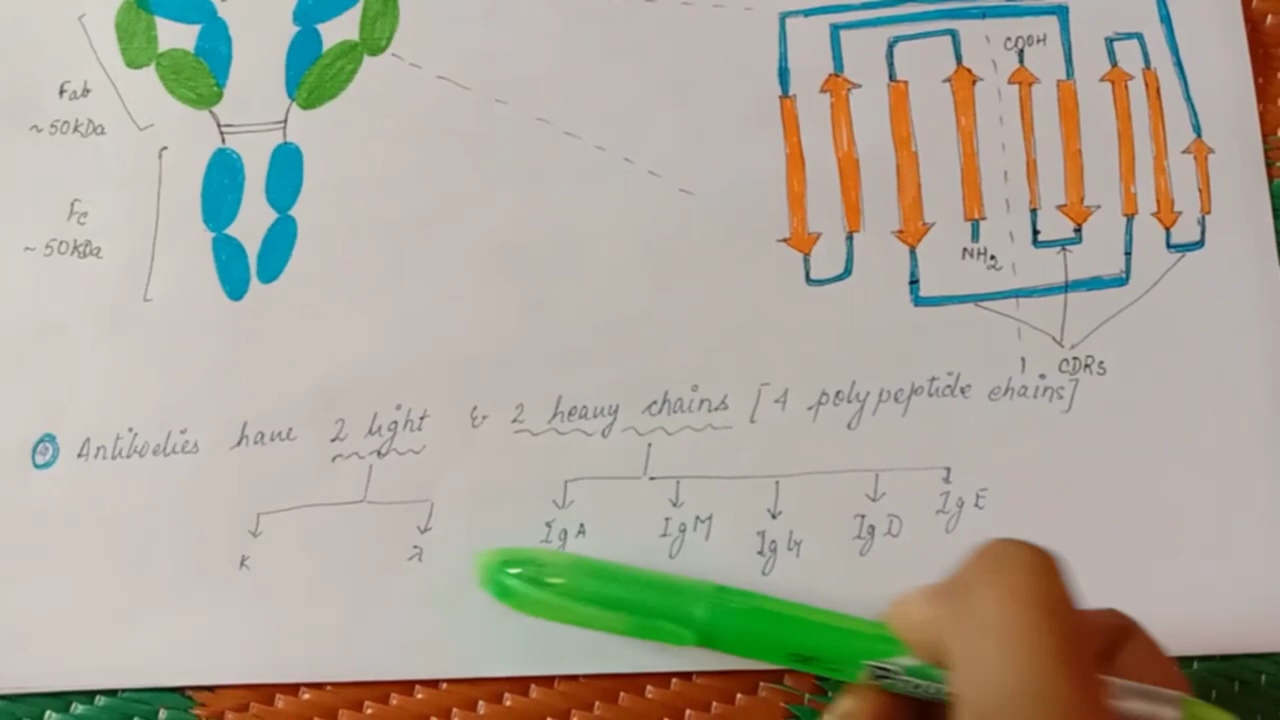 Fab
~50KDa
Fc
~50KDa
COOH
NH2
CDRs
Antibodies have 2 light & 2 heavy chains [4 polypeptide chains]
K λ
IgA IgM IgG IgD IgE